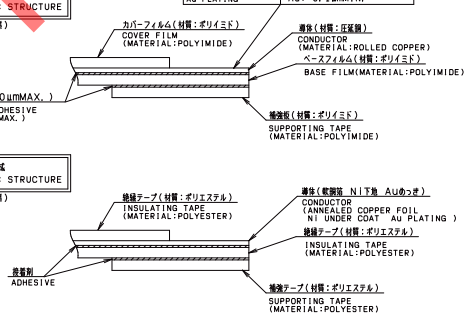 STRUCTURE
カバーフィルム(材質:ポリイミド)
COVER FILM
(MATERIAL:POLYIMIDE)
導体(材質:圧延銅)
CONDUCTOR
(MATERIAL:ROLLED COPPER)
ベースフィルム(材質:ポリイミド)
BASE FILM(MATERIAL:POLYIMIDE)
0μmMAX.)
DHESIVE
MAX.)
補強板(材質:ポリイミド)
SUPPORTING TAPE
(MATERIAL:POLYIMIDE)
STRUCTURE
絶縁テープ(材質:ポリエステル)
INSULATING TAPE
(MATERIAL:POLYESTER)
導体(軟銅箔 Ni下地 Auめっき)
CONDUCTOR
(ANNEALED COPPER FOIL
Ni UNDER COAT Au PLATING )
絶縁テープ(材質:ポリエステル)
INSULATING TAPE
(MATERIAL:POLYESTER)
接着剤
ADHESIVE
補強テープ(材質:ポリエステル)
SUPPORTING TAPE
(MATERIAL:POLYESTER)